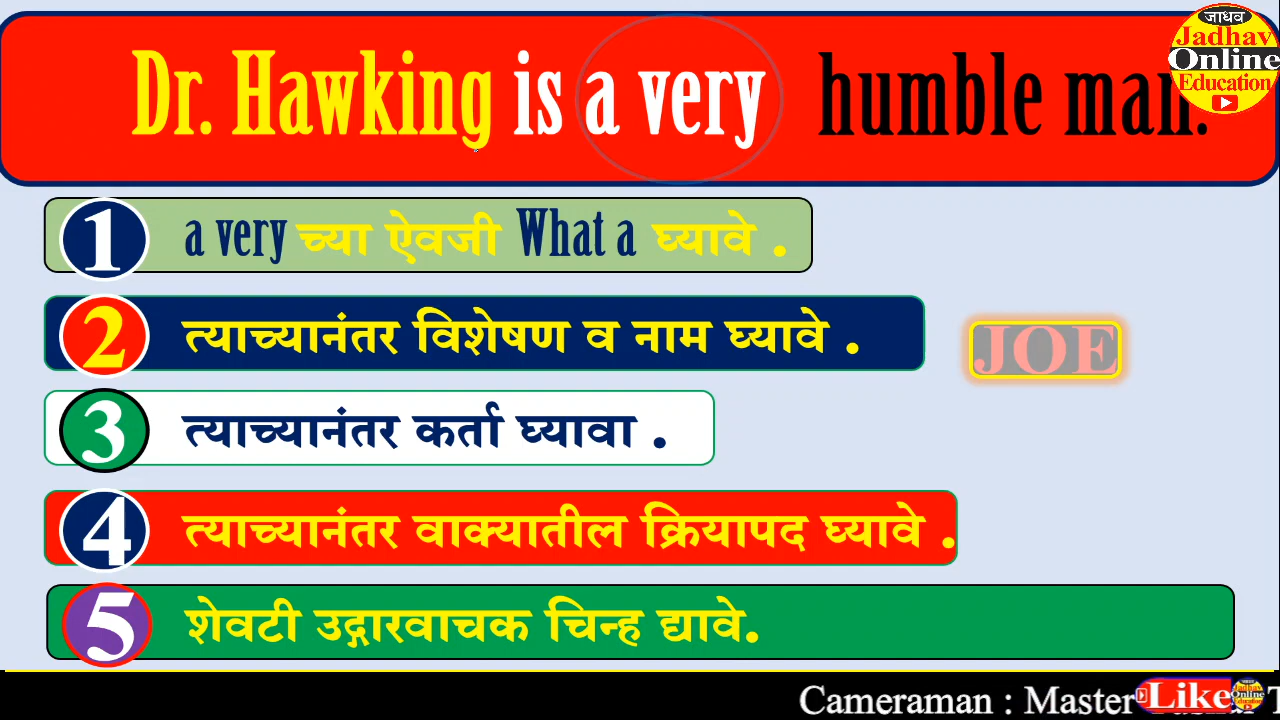 Dr. Hawking is a very humble man.
जाधव
Jadhav
Online
Education
1 a very च्या ऐवजी What a घ्यावे .
2 त्याच्यानंतर विशेषण व नाम घ्यावे .
JOE
3 त्याच्यानंतर कर्ता घ्यावा .
4 त्याच्यानंतर वाक्यातील क्रियापद घ्यावे .
5 शेवटी उद्गारवाचक चिन्ह द्यावे.
Cameraman : Master
Like